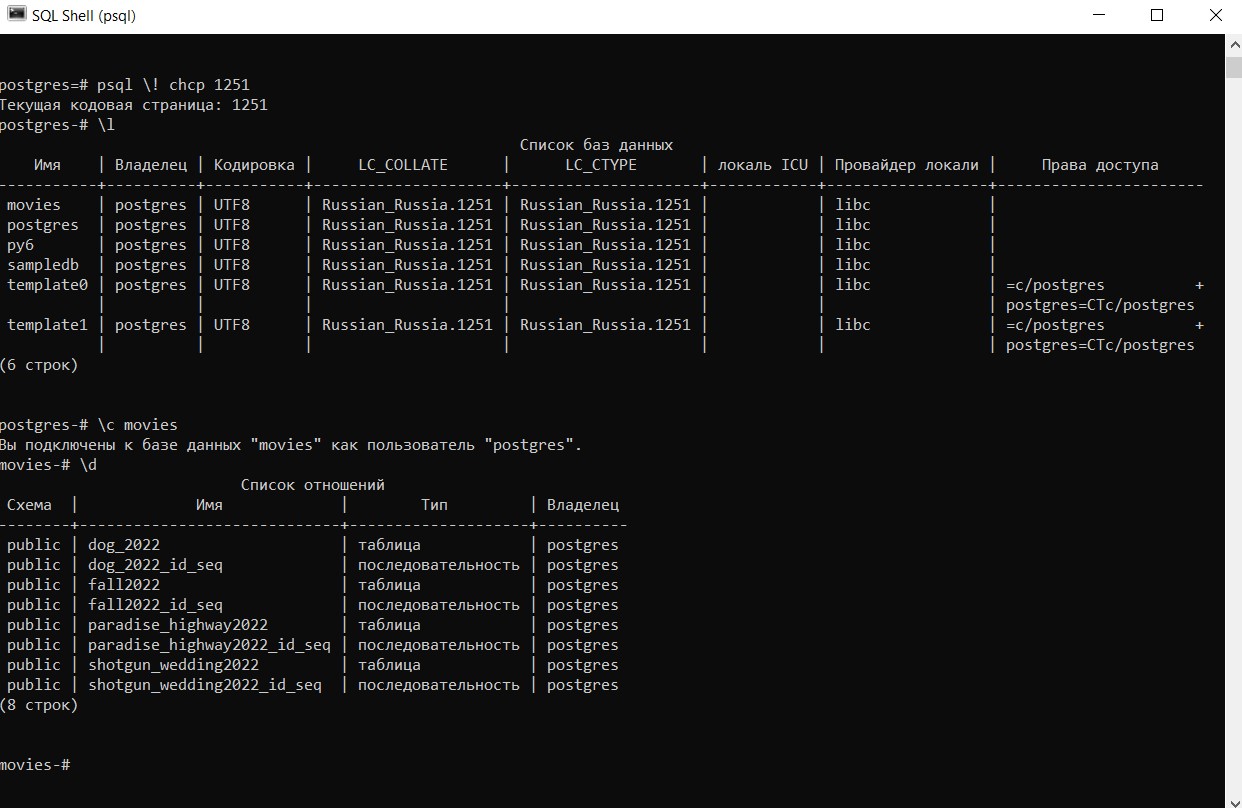 SQL Shell (psql)
postgres=# psql \! chcp 1251
Текущая кодовая страница: 1251
postgres-# \l
Список баз данных
Имя | Владелец | Кодировка | LC_COLLATE | LC_CTYPE | локаль ICU | Провайдер локали | Права доступа
-----------+----------+-----------+---------------------+---------------------+------------+------------------+-----------------------
movies | postgres | UTF8 | Russian_Russia.1251 | Russian_Russia.1251 | | libc |
postgres | postgres | UTF8 | Russian_Russia.1251 | Russian_Russia.1251 | | libc |
py6 | postgres | UTF8 | Russian_Russia.1251 | Russian_Russia.1251 | | libc |
sampledb | postgres | UTF8 | Russian_Russia.1251 | Russian_Russia.1251 | | libc |
template0 | postgres | UTF8 | Russian_Russia.1251 | Russian_Russia.1251 | | libc | =c/postgres +
| | | | | | | postgres=CTc/postgres
template1 | postgres | UTF8 | Russian_Russia.1251 | Russian_Russia.1251 | | libc | =c/postgres +
| | | | | | | postgres=CTc/postgres
(6 строк)
postgres-# \c movies
Вы подключены к базе данных "movies" как пользователь "postgres".
movies-# \d
Список отношений
Схема | Имя | Тип | Владелец
--------+----------------------------+--------------------+----------
public | dog_2022 | таблица | postgres
public | dog_2022_id_seq | последовательность | postgres
public | fall2022 | таблица | postgres
public | fall2022_id_seq | последовательность | postgres
public | paradise_highway2022 | таблица | postgres
public | paradise_highway2022_id_seq | последовательность | postgres
public | shotgun_wedding2022 | таблица | postgres
public | shotgun_wedding2022_id_seq | последовательность | postgres
(8 строк)
movies-#